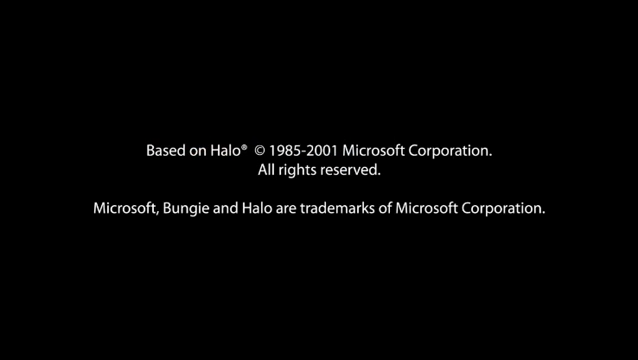 Based on Halo® © 1985-2001 Microsoft Corporation.
All rights reserved.
Microsoft, Bungie and Halo are trademarks of Microsoft Corporation.